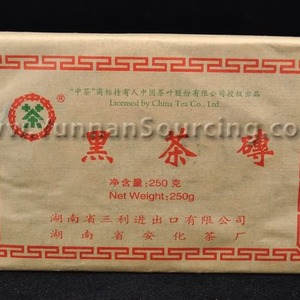 "中茶"商标持有人中国茶叶股份有限公司授权出品
Licensed by China Tea Co., Ltd.
茶
®
YunnanSourcing.com
黑茶磚
净含量:250克
Net Weight:250g
湖南省三利进出口有限公司
湖南省安化茶厂